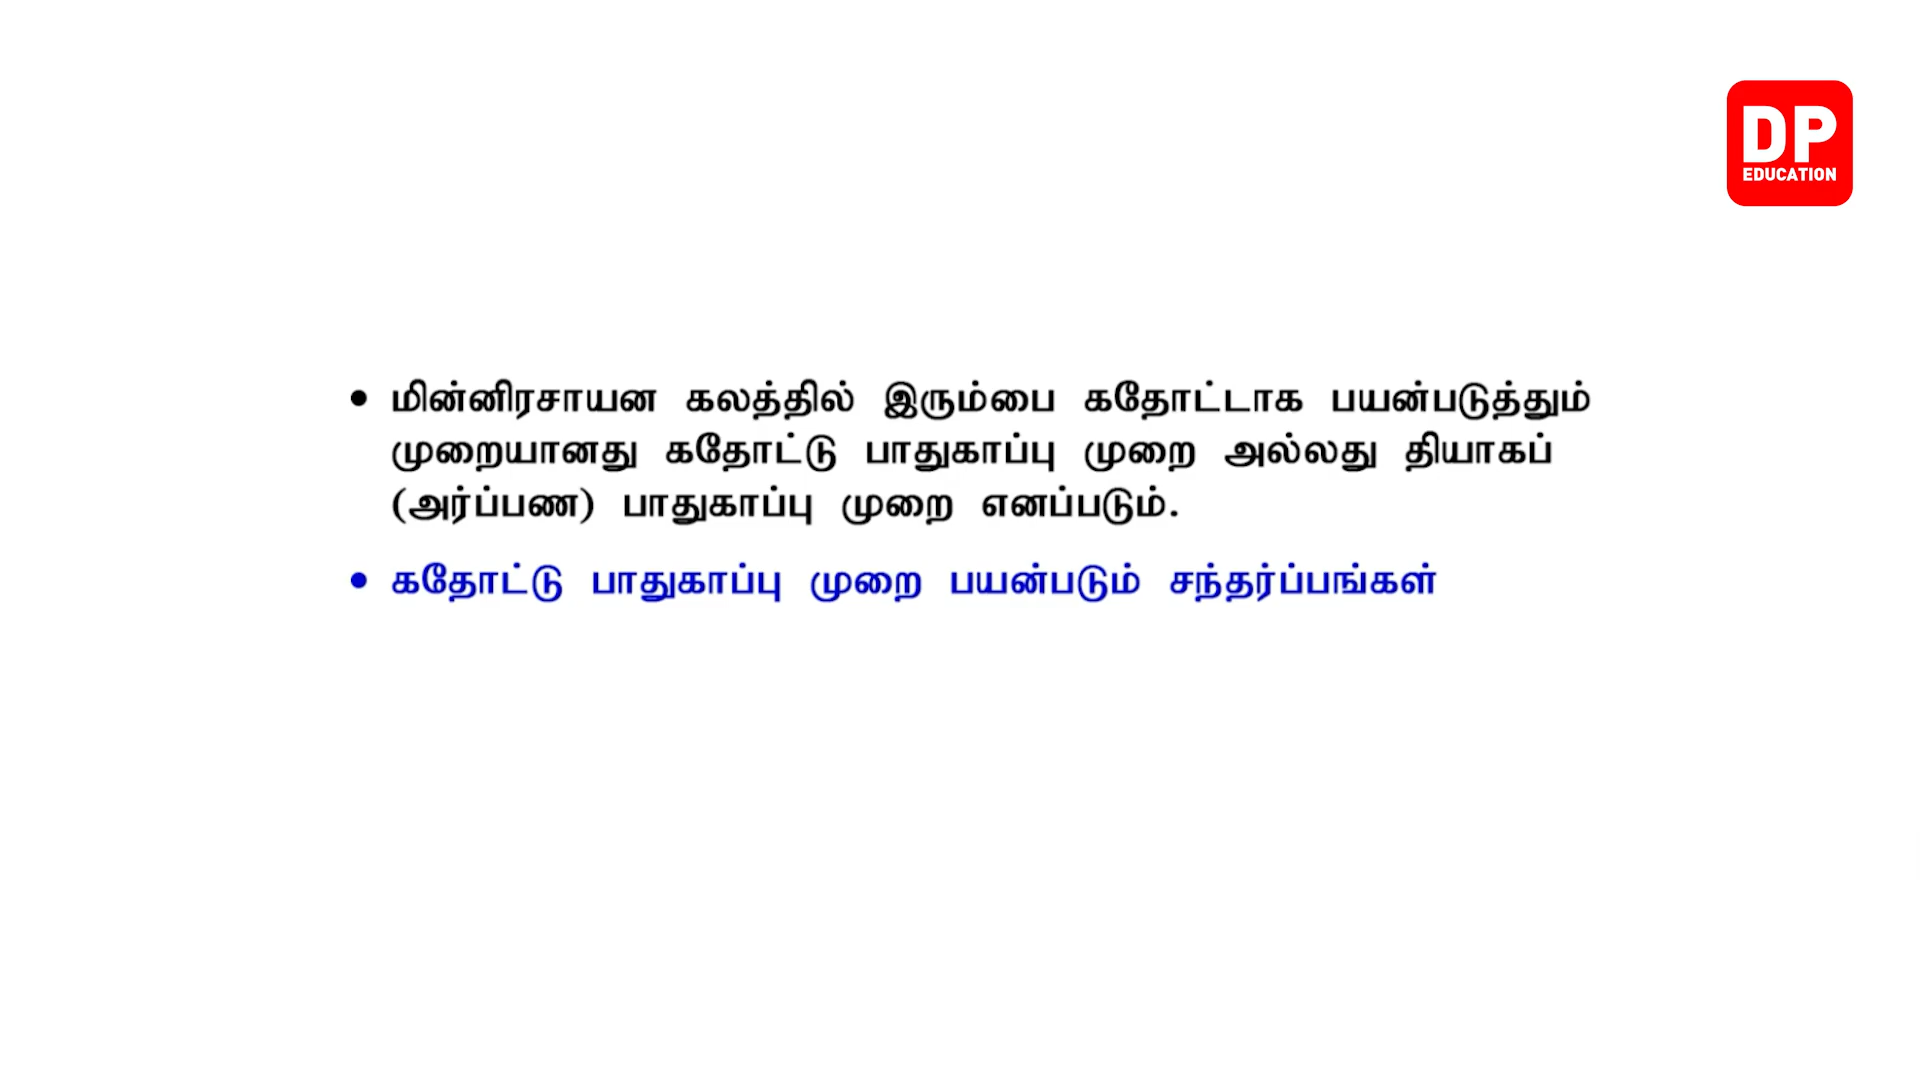 DP
EDUCATION
• மின்னிரசாயன கலத்தில் இரும்பை கதோட்டாக பயன்படுத்தும்
முறையானது கதோட்டு பாதுகாப்பு முறை அல்லது தியாகப்
(அர்ப்பண) பாதுகாப்பு முறை எனப்படும்.
• கதோட்டு பாதுகாப்பு முறை பயன்படும் சந்தர்ப்பங்கள்